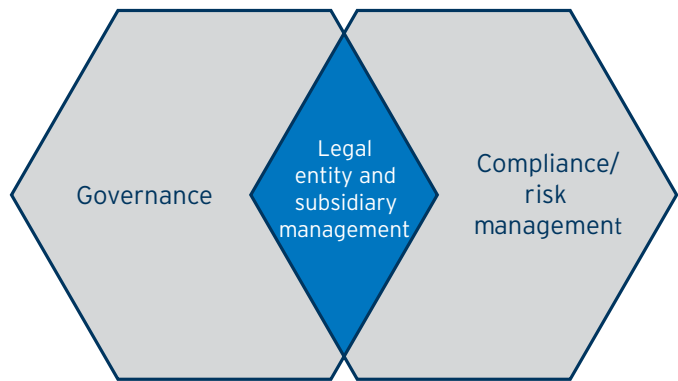 Governance
Legal
entity and
subsidiary
management
Compliance/
risk
management